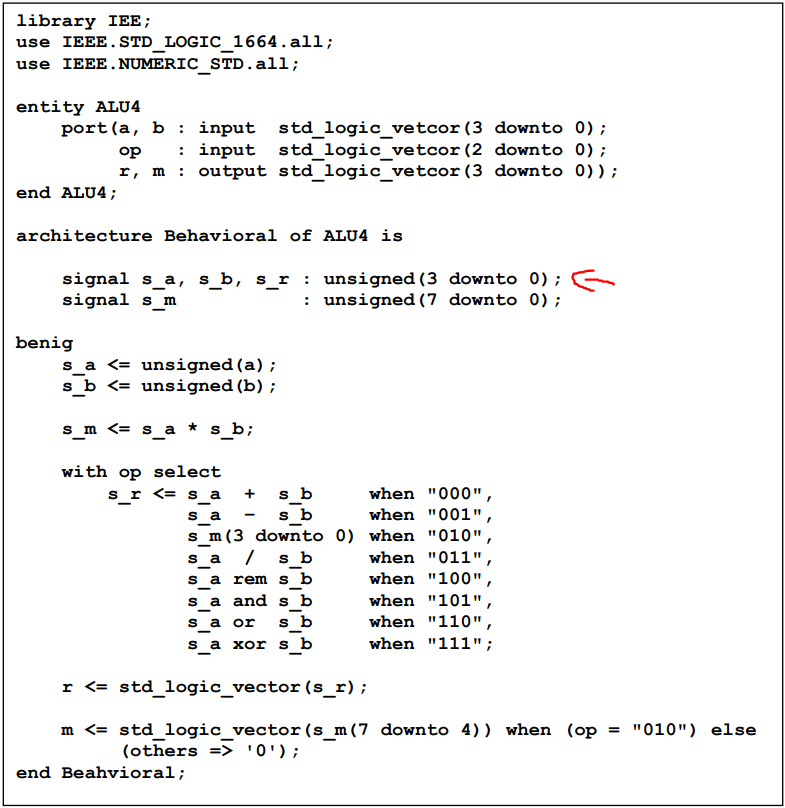 library IEE;
use IEEE.STD_LOGIC_1664.all;
use IEEE.NUMERIC_STD.all;
entity ALU4
port(a, b : input  std_logic_vetcor(3 downto 0);
op   : input  std_logic_vetcor(2 downto 0);
r, m : output std_logic_vetcor(3 downto 0));
end ALU4;
architecture Behavioral of ALU4 is
signal s_a, s_b, s_r : unsigned(3 downto 0);
signal s_m           : unsigned(7 downto 0);
benig
s_a <= unsigned(a);
s_b <= unsigned(b);
s_m <= s_a * s_b;
with op select
s_r <= s_a  +  s_b     when "000",
s_a  -  s_b     when "001",
s_m(3 downto 0) when "010",
s_a  /  s_b     when "011",
s_a rem s_b     when "100",
s_a and s_b     when "101",
s_a or  s_b     when "110",
s_a xor s_b     when "111";
r <= std_logic_vector(s_r);
m <= std_logic_vector(s_m(7 downto 4)) when (op = "010") else
(others => '0');
end Beahvioral;